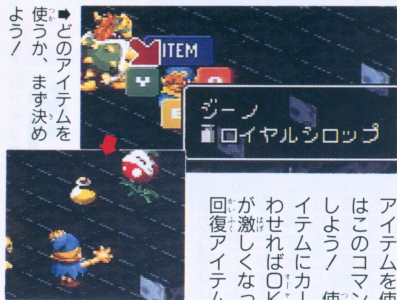 ➡どのアイテムを
使うか、まず決め
よう！
ITEM
Y
ジーノ
ロイヤルシロップ
アイテムを使
はこのコマン
しよう！　使
イテムにカー
わせればOK
が激しくなっ
回復アイテム